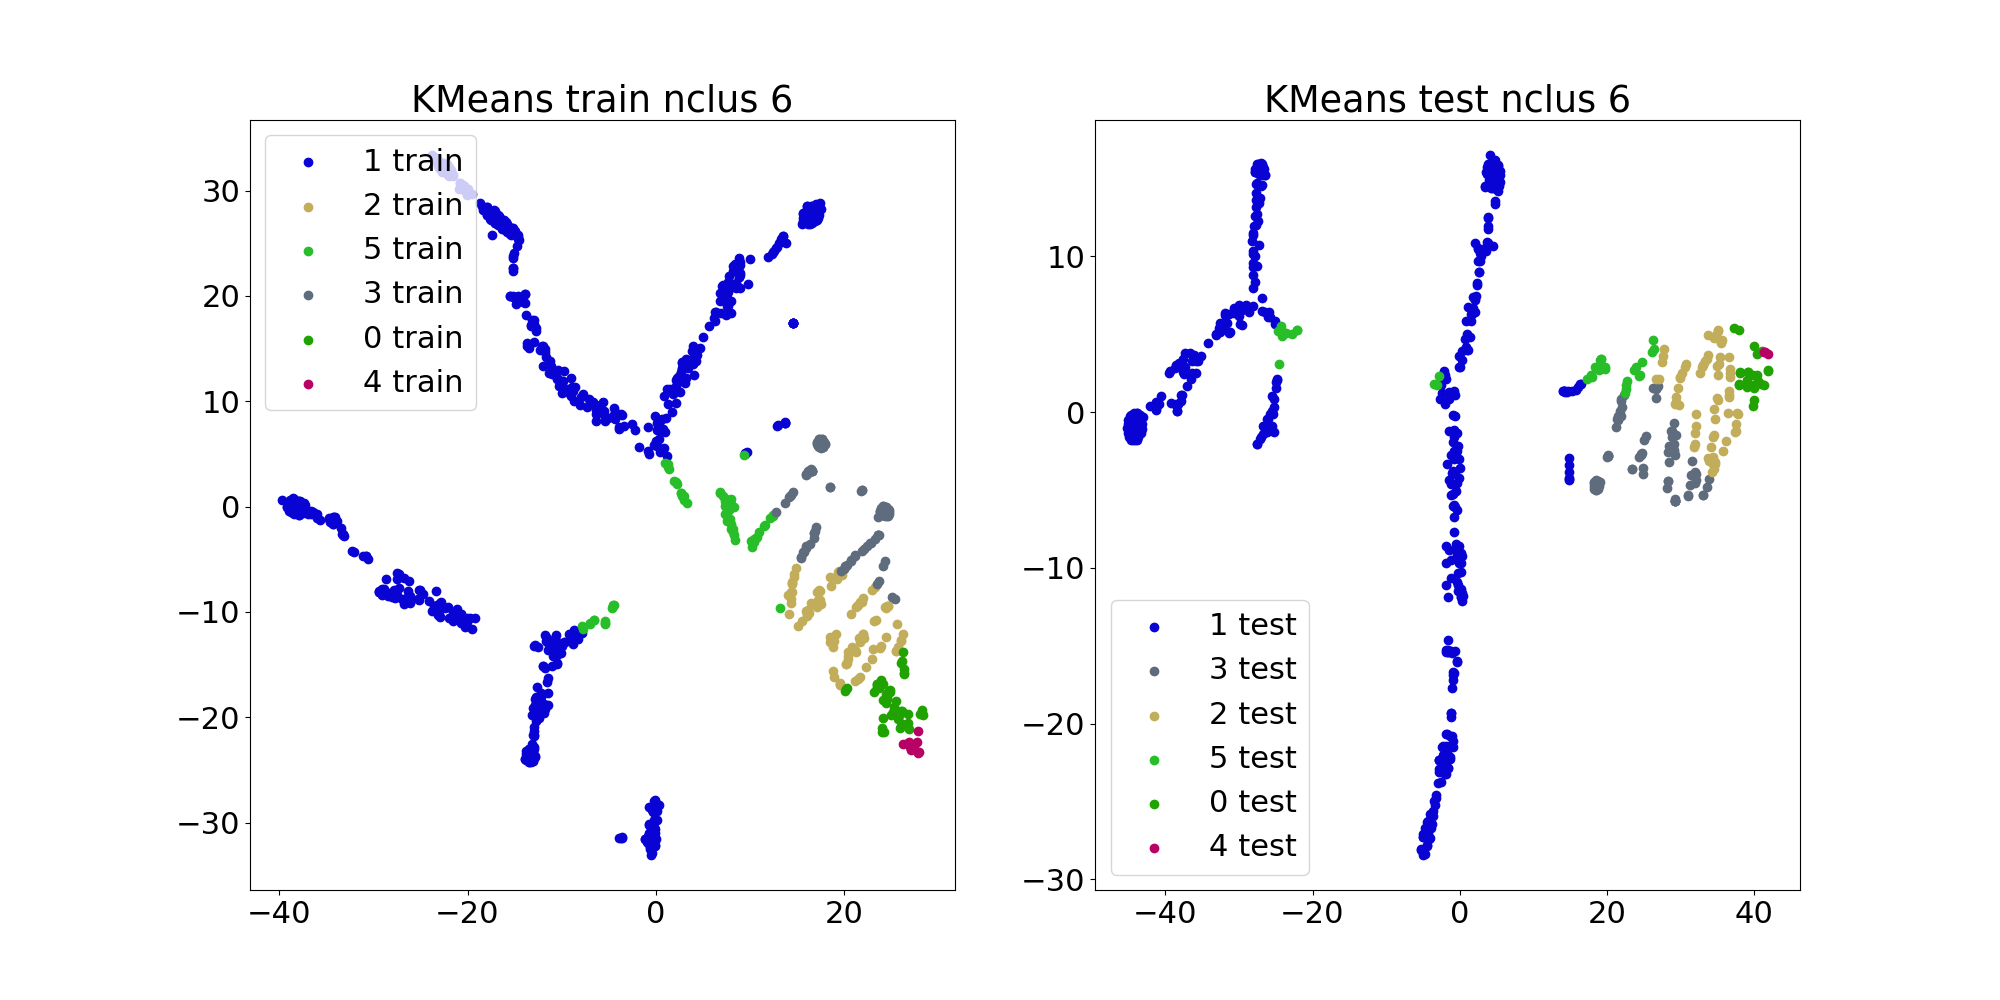 KMeans train nclus 6
1 train
2 train
5 train
3 train
0 train
4 train
30
20
10
0
−10
−20
−30
−40 −20 0 20
KMeans test nclus 6
10
0
−10
−20
−30
1 test
3 test
2 test
5 test
0 test
4 test
−40 −20 0 20 40